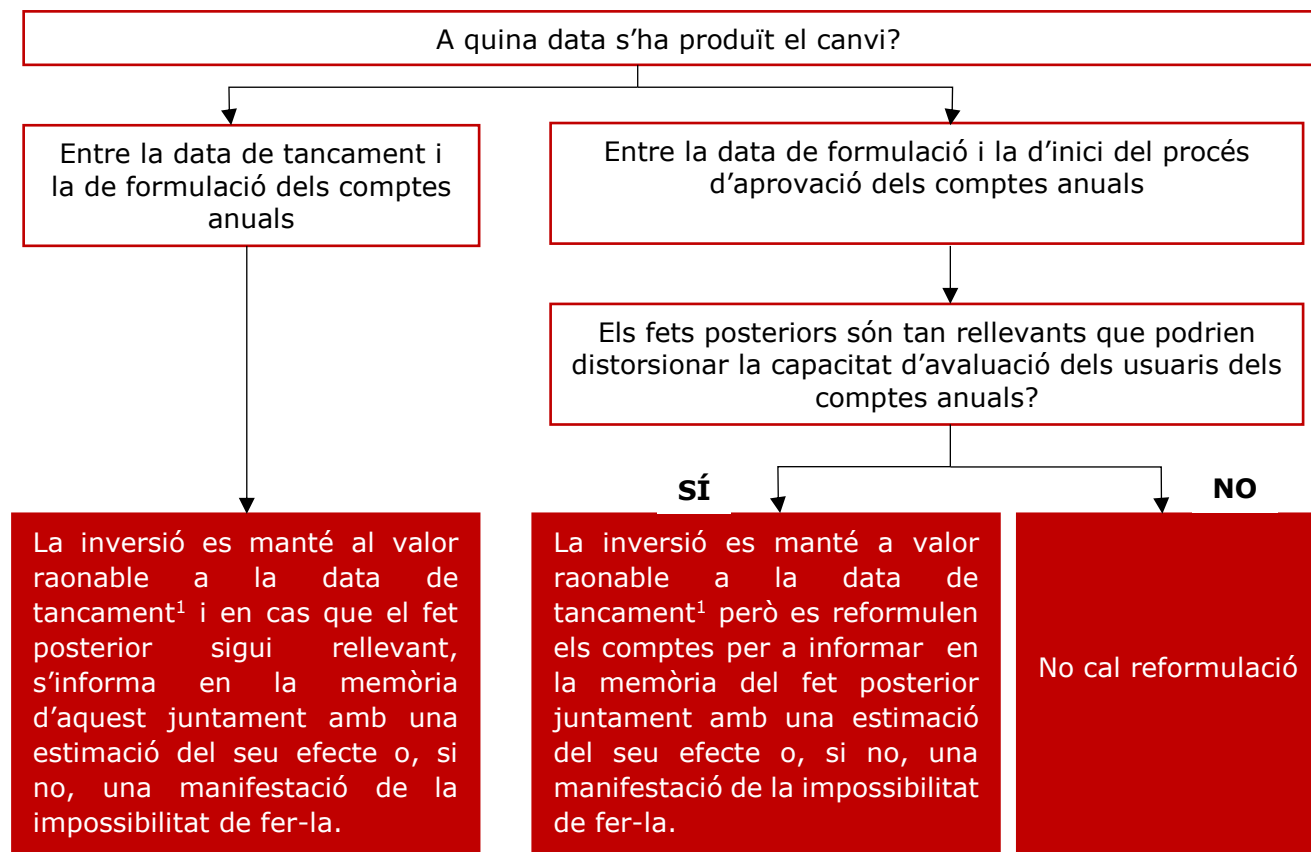 A quina data s’ha produït el canvi?
Entre la data de tancament i
la de formulació dels comptes
anuals
Entre la data de formulació i la d’inici del procés
d’aprovació dels comptes anuals
Els fets posteriors són tan rellevants que podrien
distorsionar la capacitat d’avaluació dels usuaris dels
comptes anuals?
SÍ
NO
La inversió es manté al valor
raonable a la data de
tancament¹ i en cas que el fet
posterior sigui rellevant,
s’informa en la memòria
d’aquest juntament amb una
estimació del seu efecte o, si
no, una manifestació de la
impossibilitat de fer-la.
La inversió es manté a valor
raonable a la data de
tancament¹ però es reformulen
els comptes per a informar en
la memòria del fet posterior
juntament amb una estimació
del seu efecte o, si no, una
manifestació de la impossibilitat
de fer-la.
No cal reformulació